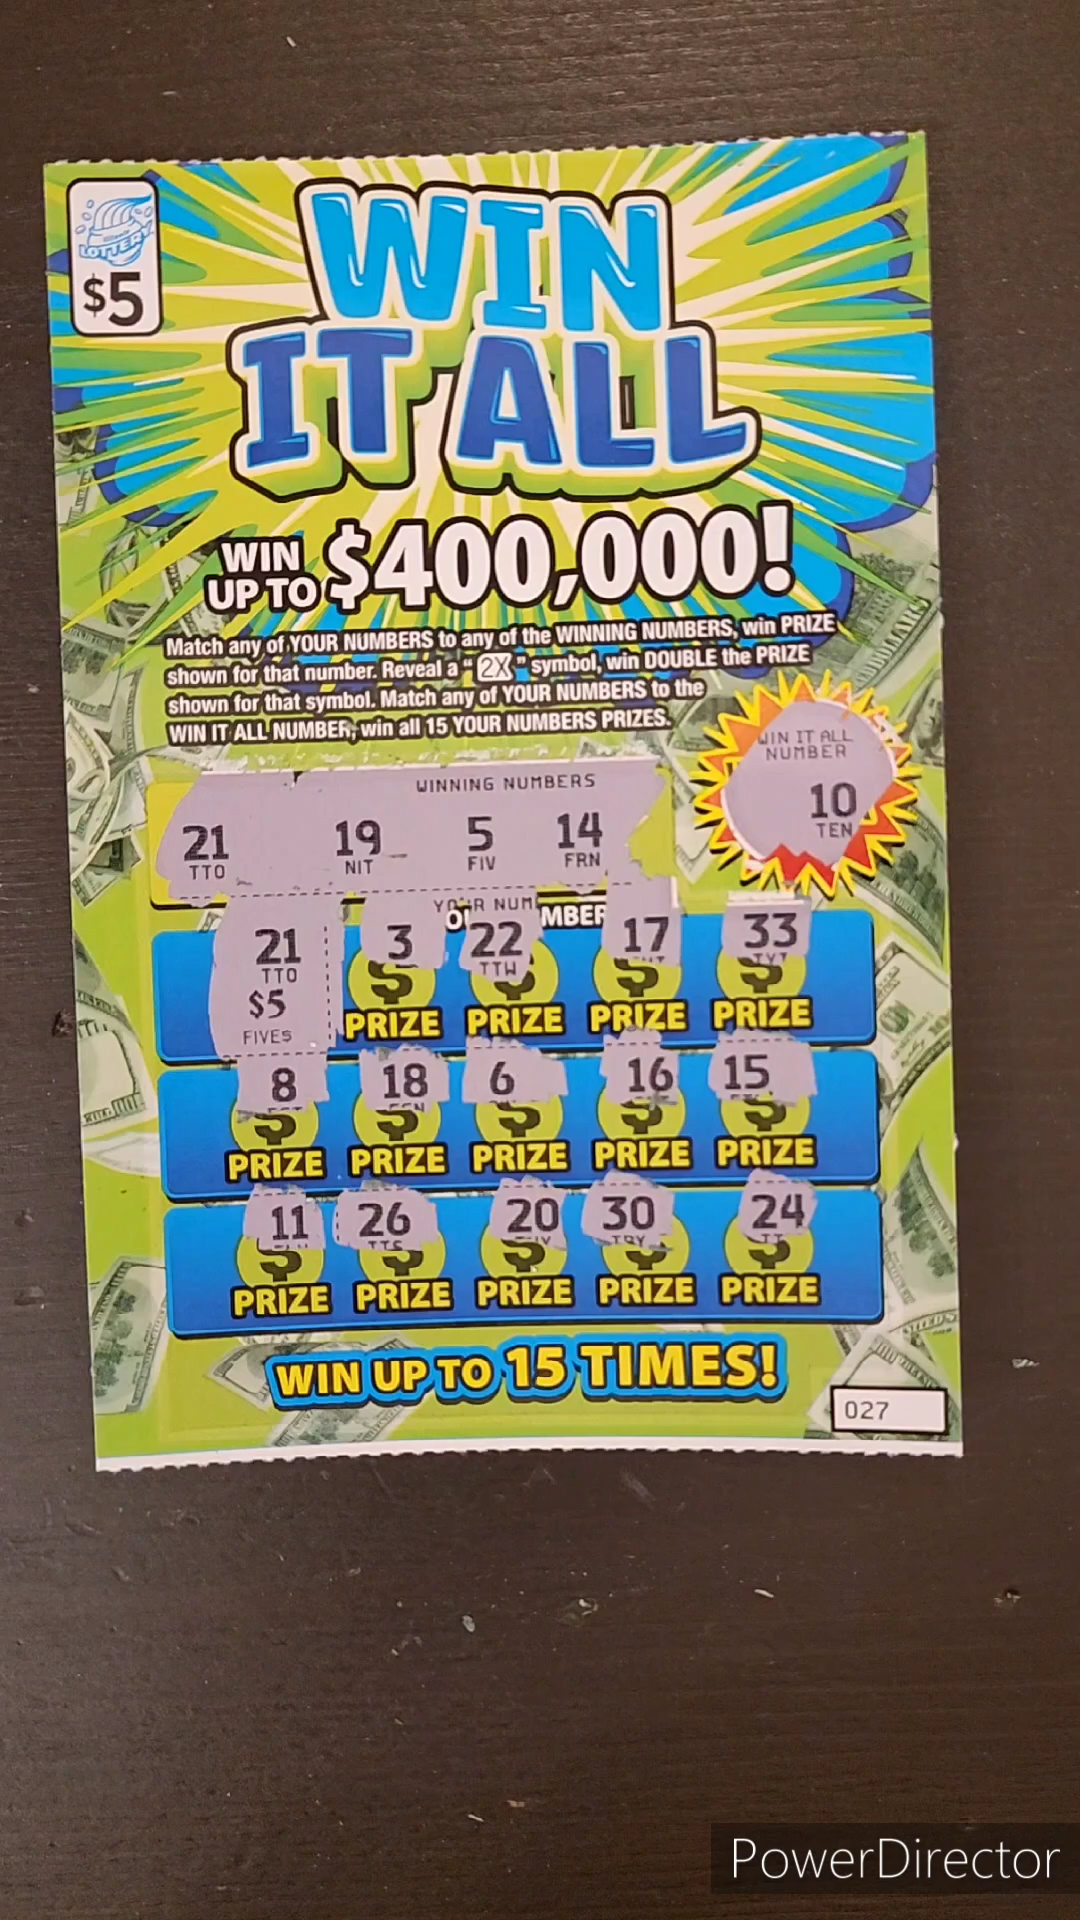 LOTTERY
$5
WIN
IT ALL
WIN
UP TO $400,000!
Match any of YOUR NUMBERS to any of the WINNING NUMBERS, win PRIZE
shown for that number. Reveal a " 2X " symbol, win DOUBLE the PRIZE
shown for that symbol. Match any of YOUR NUMBERS to the
WIN IT ALL NUMBER, win all 15 YOUR NUMBERS PRIZES.
WIN IT ALL
NUMBER
10
TEN
WINNING NUMBERS
21 19 5 14
TTO NIT FIV FRN
21 3 22 17 33
TTO TTW
$5
FIVES
PRIZE PRIZE PRIZE PRIZE
8 18 6 16 15
PRIZE PRIZE PRIZE PRIZE PRIZE
11 26 20 30 24
PRIZE PRIZE PRIZE PRIZE PRIZE
WIN UP TO 15 TIMES!
027
PowerDirector